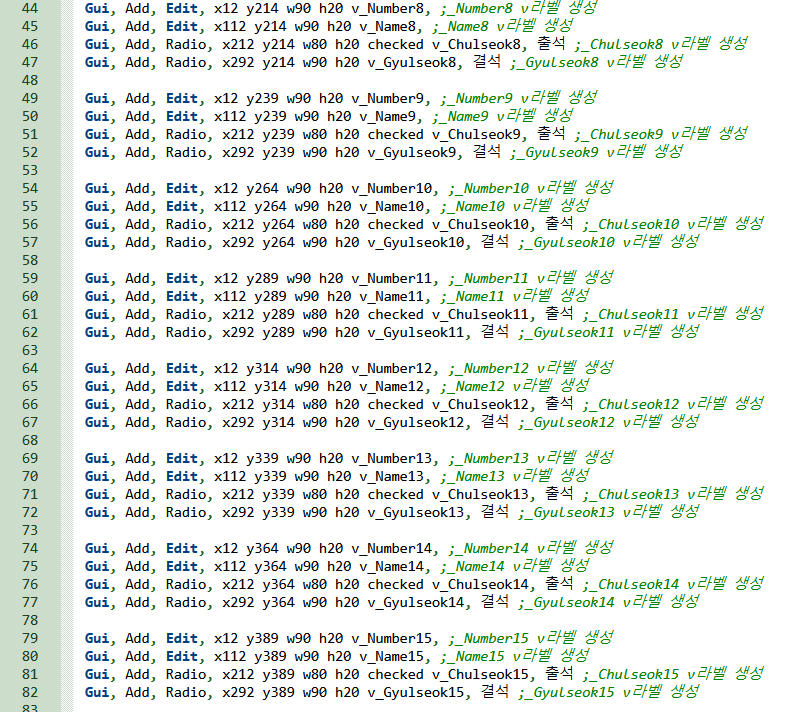 44 Gui, Add, Edit, x12 y214 w90 h20 v_Number8, ;_Number8 v라벨 생성
45 Gui, Add, Edit, x112 y214 w90 h20 v_Name8, ;_Name8 v라벨 생성
46 Gui, Add, Radio, x212 y214 w80 h20 checked v_Chulseok8, 출석 ;_Chulseok8 v라벨 생성
47 Gui, Add, Radio, x292 y214 w90 h20 v_Gyulseok8, 결석 ;_Gyulseok8 v라벨 생성
48
49 Gui, Add, Edit, x12 y239 w90 h20 v_Number9, ;_Number9 v라벨 생성
50 Gui, Add, Edit, x112 y239 w90 h20 v_Name9, ;_Name9 v라벨 생성
51 Gui, Add, Radio, x212 y239 w80 h20 checked v_Chulseok9, 출석 ;_Chulseok9 v라벨 생성
52 Gui, Add, Radio, x292 y239 w90 h20 v_Gyulseok9, 결석 ;_Gyulseok9 v라벨 생성
53
54 Gui, Add, Edit, x12 y264 w90 h20 v_Number10, ;_Number10 v라벨 생성
55 Gui, Add, Edit, x112 y264 w90 h20 v_Name10, ;_Name10 v라벨 생성
56 Gui, Add, Radio, x212 y264 w80 h20 checked v_Chulseok10, 출석 ;_Chulseok10 v라벨 생성
57 Gui, Add, Radio, x292 y264 w90 h20 v_Gyulseok10, 결석 ;_Gyulseok10 v라벨 생성
58
59 Gui, Add, Edit, x12 y289 w90 h20 v_Number11, ;_Number11 v라벨 생성
60 Gui, Add, Edit, x112 y289 w90 h20 v_Name11, ;_Name11 v라벨 생성
61 Gui, Add, Radio, x212 y289 w80 h20 checked v_Chulseok11, 출석 ;_Chulseok11 v라벨 생성
62 Gui, Add, Radio, x292 y289 w90 h20 v_Gyulseok11, 결석 ;_Gyulseok11 v라벨 생성
63
64 Gui, Add, Edit, x12 y314 w90 h20 v_Number12, ;_Number12 v라벨 생성
65 Gui, Add, Edit, x112 y314 w90 h20 v_Name12, ;_Name12 v라벨 생성
66 Gui, Add, Radio, x212 y314 w80 h20 checked v_Chulseok12, 출석 ;_Chulseok12 v라벨 생성
67 Gui, Add, Radio, x292 y314 w90 h20 v_Gyulseok12, 결석 ;_Gyulseok12 v라벨 생성
68
69 Gui, Add, Edit, x12 y339 w90 h20 v_Number13, ;_Number13 v라벨 생성
70 Gui, Add, Edit, x112 y339 w90 h20 v_Name13, ;_Name13 v라벨 생성
71 Gui, Add, Radio, x212 y339 w80 h20 checked v_Chulseok13, 출석 ;_Chulseok13 v라벨 생성
72 Gui, Add, Radio, x292 y339 w90 h20 v_Gyulseok13, 결석 ;_Gyulseok13 v라벨 생성
73
74 Gui, Add, Edit, x12 y364 w90 h20 v_Number14, ;_Number14 v라벨 생성
75 Gui, Add, Edit, x112 y364 w90 h20 v_Name14, ;_Name14 v라벨 생성
76 Gui, Add, Radio, x212 y364 w80 h20 checked v_Chulseok14, 출석 ;_Chulseok14 v라벨 생성
77 Gui, Add, Radio, x292 y364 w90 h20 v_Gyulseok14, 결석 ;_Gyulseok14 v라벨 생성
78
79 Gui, Add, Edit, x12 y389 w90 h20 v_Number15, ;_Number15 v라벨 생성
80 Gui, Add, Edit, x112 y389 w90 h20 v_Name15, ;_Name15 v라벨 생성
81 Gui, Add, Radio, x212 y389 w80 h20 checked v_Chulseok15, 출석 ;_Chulseok15 v라벨 생성
82 Gui, Add, Radio, x292 y389 w90 h20 v_Gyulseok15, 결석 ;_Gyulseok15 v라벨 생성
83